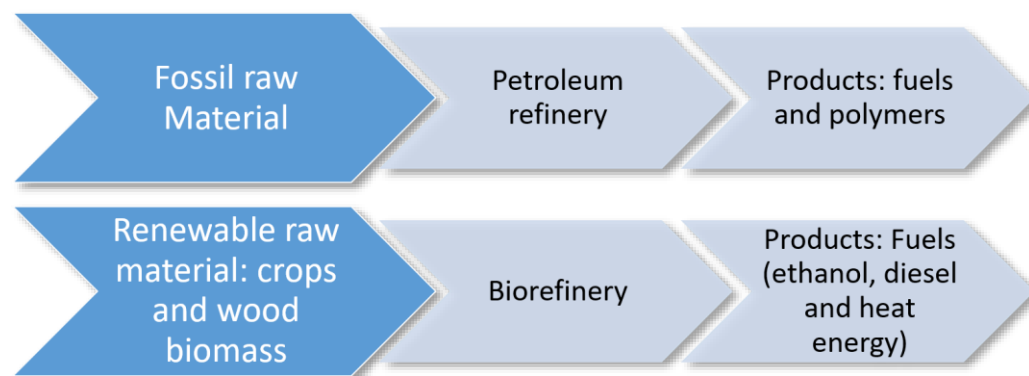 Fossil raw
Material
Petroleum
refinery
Products: fuels
and polymers
Renewable raw
material: crops
and wood
biomass
Biorefinery
Products: Fuels
(ethanol, diesel
and heat
energy)